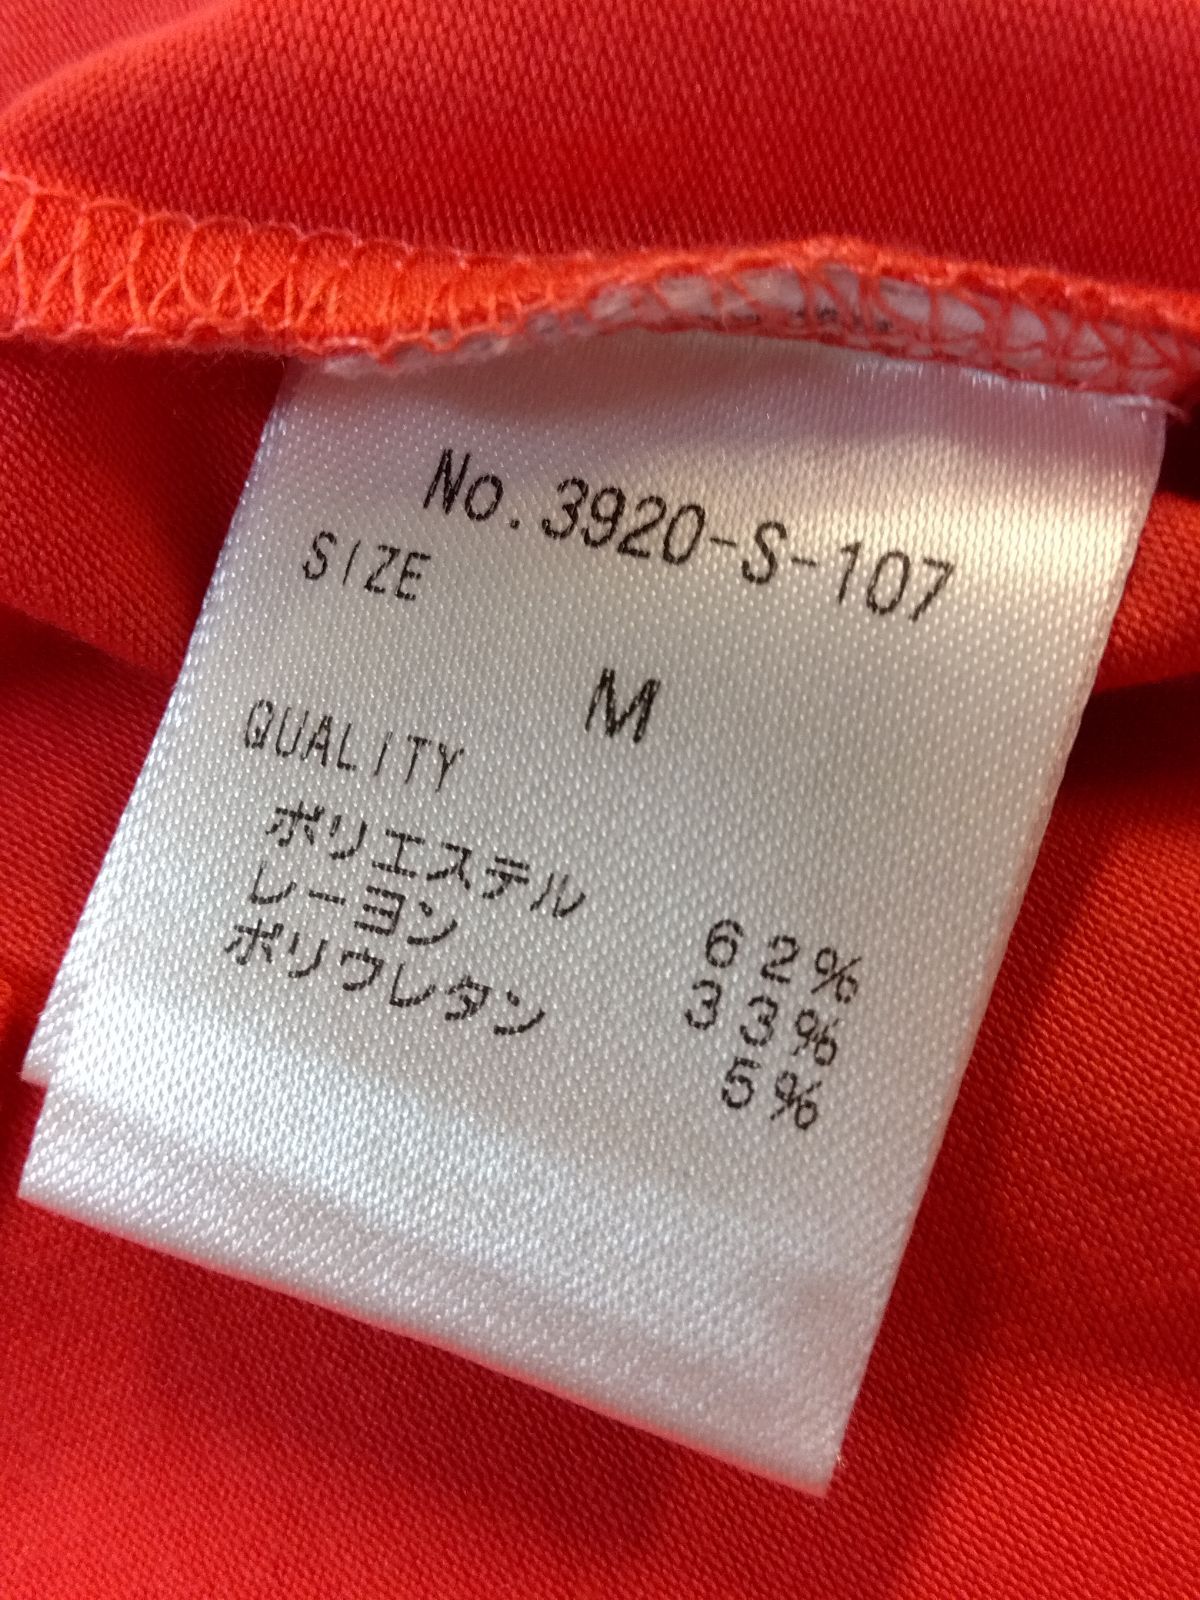 No. 3920-S-107
SIZE
M
QUALITY
ポリエステル 62%
レーヨン 33%
ポリウレタン 5%